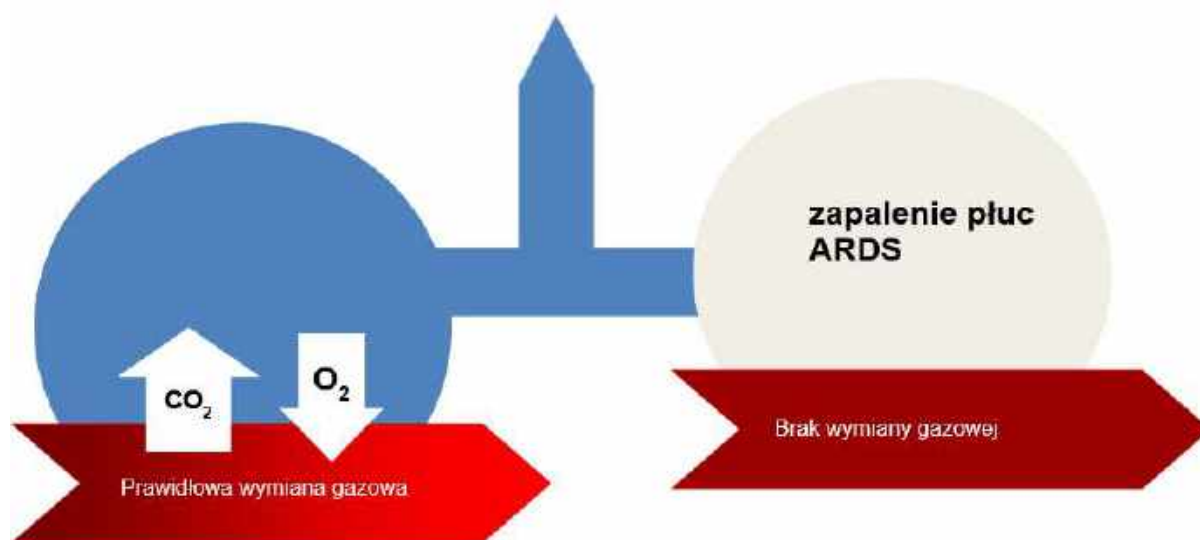 zapalenie płuc
ARDS
CO₂
O₂
Brak wymiany gazowej
Prawidłowa wymiana gazowa